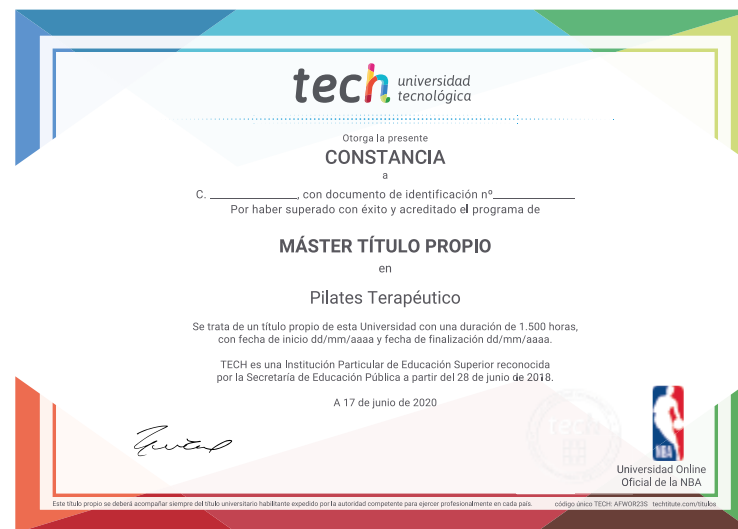 tech universidad
tecnológica
Otorga la presente
CONSTANCIA
a
C. ______________, con documento de identificación nº______________
Por haber superado con éxito y acreditado el programa de
MÁSTER TÍTULO PROPIO
en
Pilates Terapéutico
Se trata de un título propio de esta Universidad con una duración de 1.500 horas,
con fecha de inicio dd/mm/aaaa y fecha de finalización dd/mm/aaaa.
TECH es una Institución Particular de Educación Superior reconocida
por la Secretaría de Educación Pública a partir del 28 de junio de 2018.
A 17 de junio de 2020
tech
NBA
Universidad Online
Oficial de la NBA
Este título propio se deberá acompañar siempre del título universitario habilitante expedido por la autoridad competente para ejercer profesionalmente en cada país. código único TECH: AFWOR23S techtitute.com/titulos